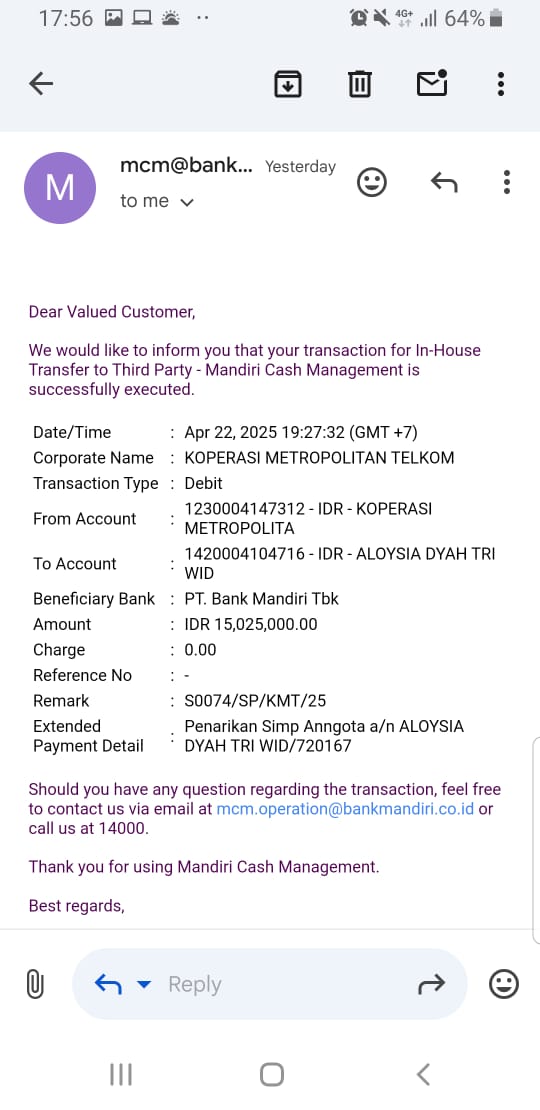 17:56
4G+
64%
M
mcm@bank... Yesterday
to me
Dear Valued Customer,
We would like to inform you that your transaction for In-House
Transfer to Third Party - Mandiri Cash Management is
successfully executed.
Date/Time : Apr 22, 2025 19:27:32 (GMT +7)
Corporate Name : KOPERASI METROPOLITAN TELKOM
Transaction Type : Debit
From Account : 1230004147312 - IDR - KOPERASI
METROPOLITA
To Account : 1420004104716 - IDR - ALOYSIA DYAH TRI
WID
Beneficiary Bank : PT. Bank Mandiri Tbk
Amount : IDR 15,025,000.00
Charge : 0.00
Reference No : -
Remark : S0074/SP/KMT/25
Extended
Payment Detail : Penarikan Simp Anngota a/n ALOYSIA
DYAH TRI WID/720167
Should you have any question regarding the transaction, feel free
to contact us via email at mcm.operation@bankmandiri.co.id or
call us at 14000.
Thank you for using Mandiri Cash Management.
Best regards,
Reply